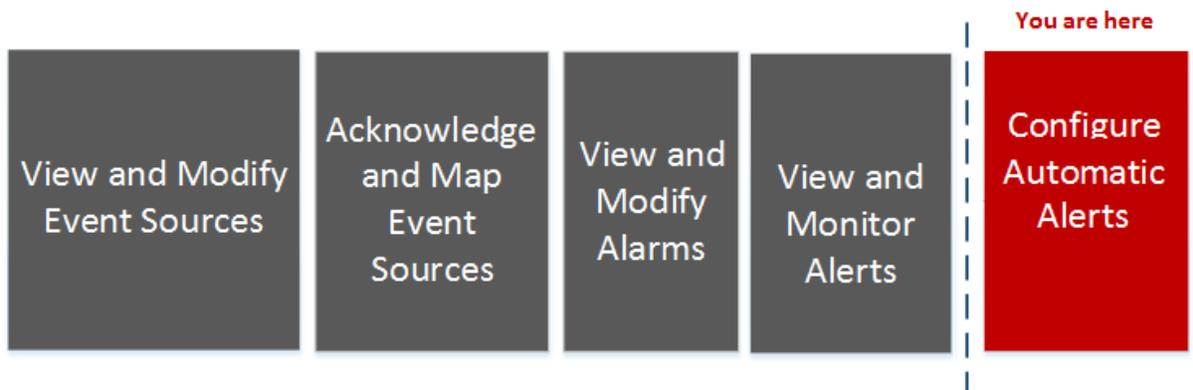 You are here
View and Modify
Event Sources
Acknowledge
and Map
Event
Sources
View and
Modify
Alarms
View and
Monitor
Alerts
Configure
Automatic
Alerts